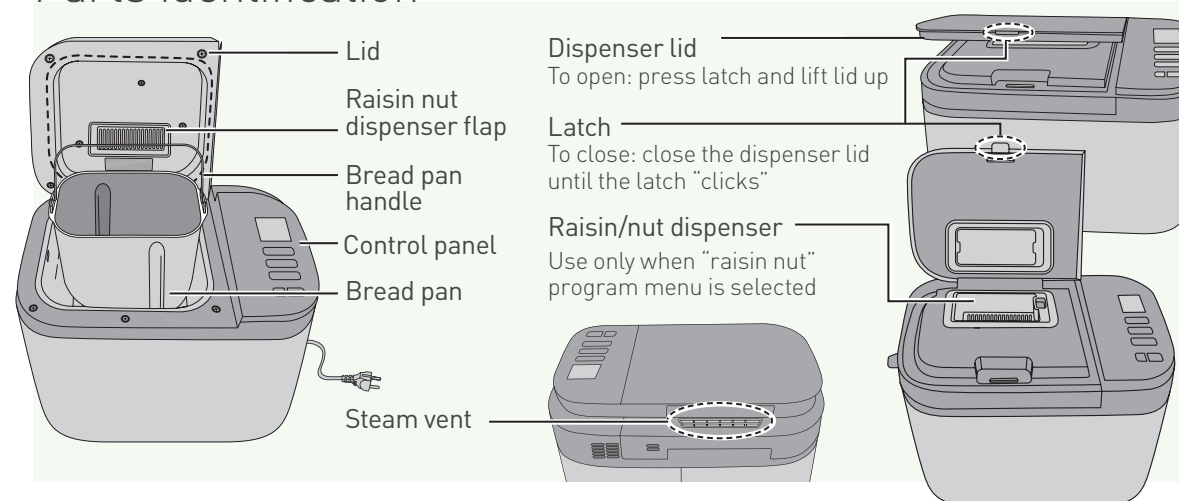 Parts identification
Lid
Raisin nut
dispenser flap
Bread pan
handle
Control panel
Bread pan
Steam vent
Dispenser lid
To open: press latch and lift lid up
Latch
To close: close the dispenser lid
until the latch “clicks”
Raisin/nut dispenser
Use only when “raisin nut”
program menu is selected